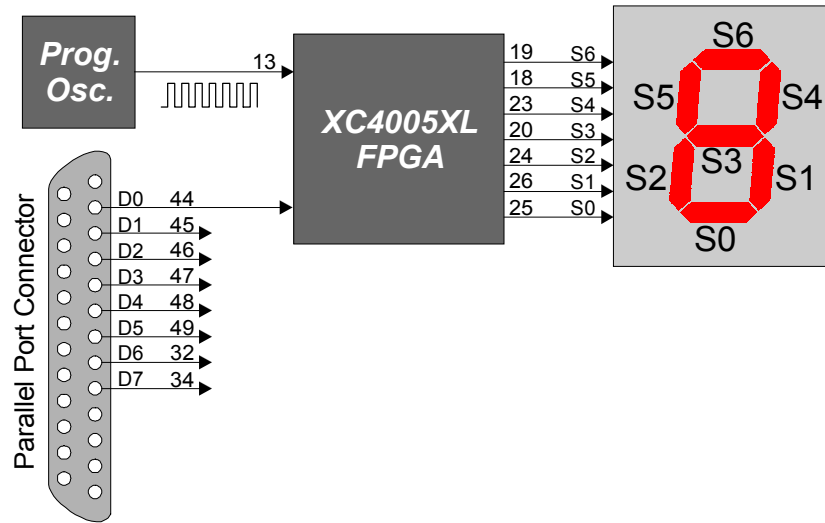 Prog.
Osc.
13
XC4005XL
FPGA
19 S6
18 S5
23 S4
20 S3
24 S2
26 S1
25 S0
S6
S5 S4
S3
S2 S1
S0
Parallel Port Connector
D0 44
D1 45
D2 46
D3 47
D4 48
D5 49
D6 32
D7 34